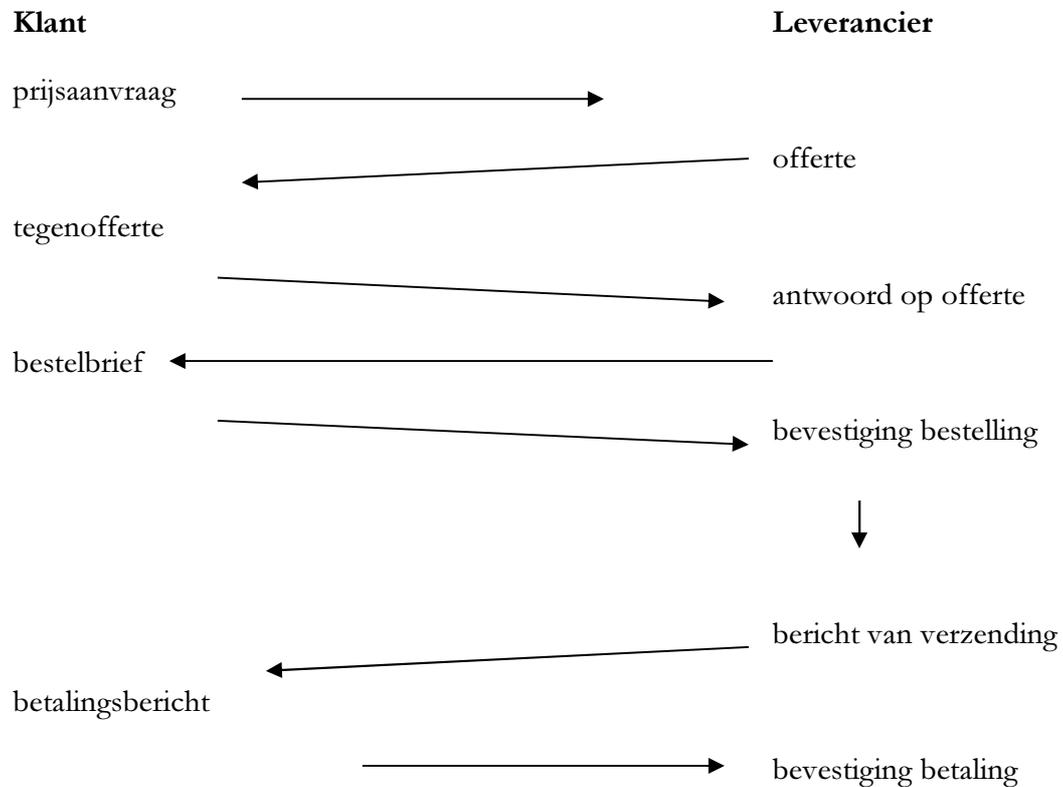 Klant Leverancier
prijsaanvraag
offerte
tegenofferte
antwoord op offerte
bestelbrief
bevestiging bestelling
bericht van verzending
betalingsbericht
bevestiging betaling